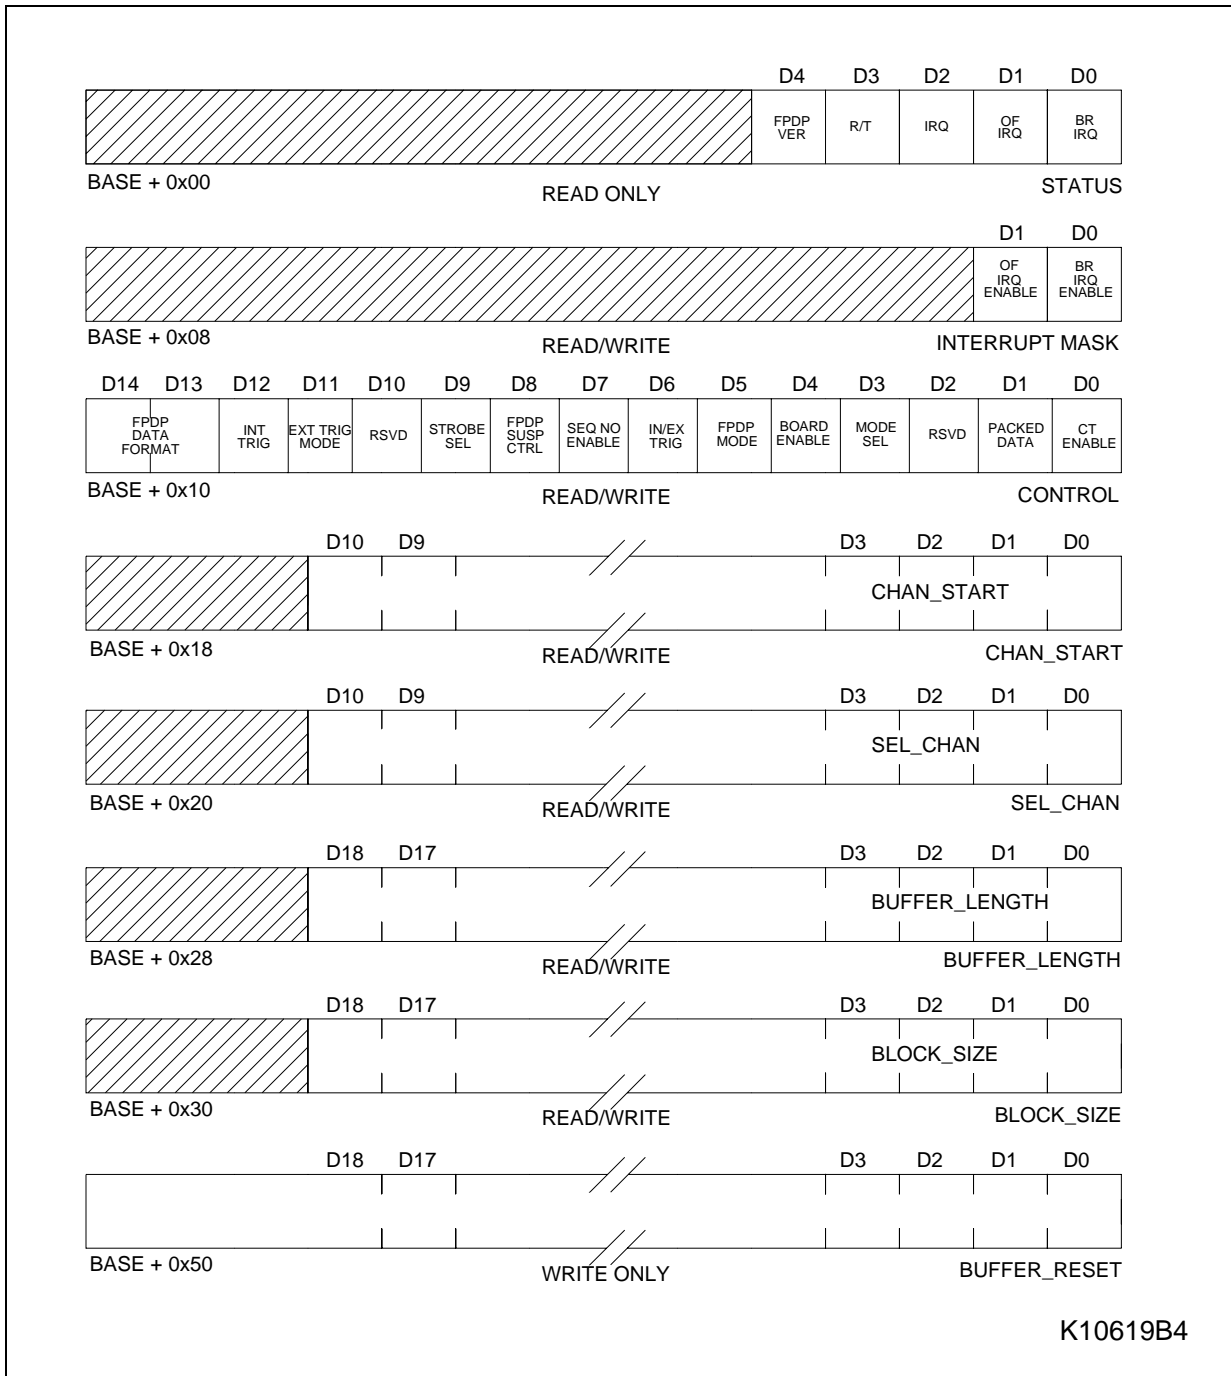 D4 D3 D2 D1 D0
FPDP VER R/T IRQ OF IRQ BR IRQ
BASE + 0x00 READ ONLY STATUS
D1 D0
OF IRQ ENABLE BR IRQ ENABLE
BASE + 0x08 READ/WRITE INTERRUPT MASK
D14 D13 D12 D11 D10 D9 D8 D7 D6 D5 D4 D3 D2 D1 D0
FPDP DATA FORMAT INT TRIG EXT TRIG MODE RSVD STROBE SEL FPDP SUSP CTRL SEQ NO ENABLE IN/EX TRIG FPDP MODE BOARD ENABLE MODE SEL RSVD PACKED DATA CT ENABLE
BASE + 0x10 READ/WRITE CONTROL
D10 D9 D3 D2 D1 D0
CHAN_START
BASE + 0x18 READ/WRITE CHAN_START
D10 D9 D3 D2 D1 D0
SEL_CHAN
BASE + 0x20 READ/WRITE SEL_CHAN
D18 D17 D3 D2 D1 D0
BUFFER_LENGTH
BASE + 0x28 READ/WRITE BUFFER_LENGTH
D18 D17 D3 D2 D1 D0
BLOCK_SIZE
BASE + 0x30 READ/WRITE BLOCK_SIZE
D18 D17 D3 D2 D1 D0
BASE + 0x50 WRITE ONLY BUFFER_RESET
K10619B4